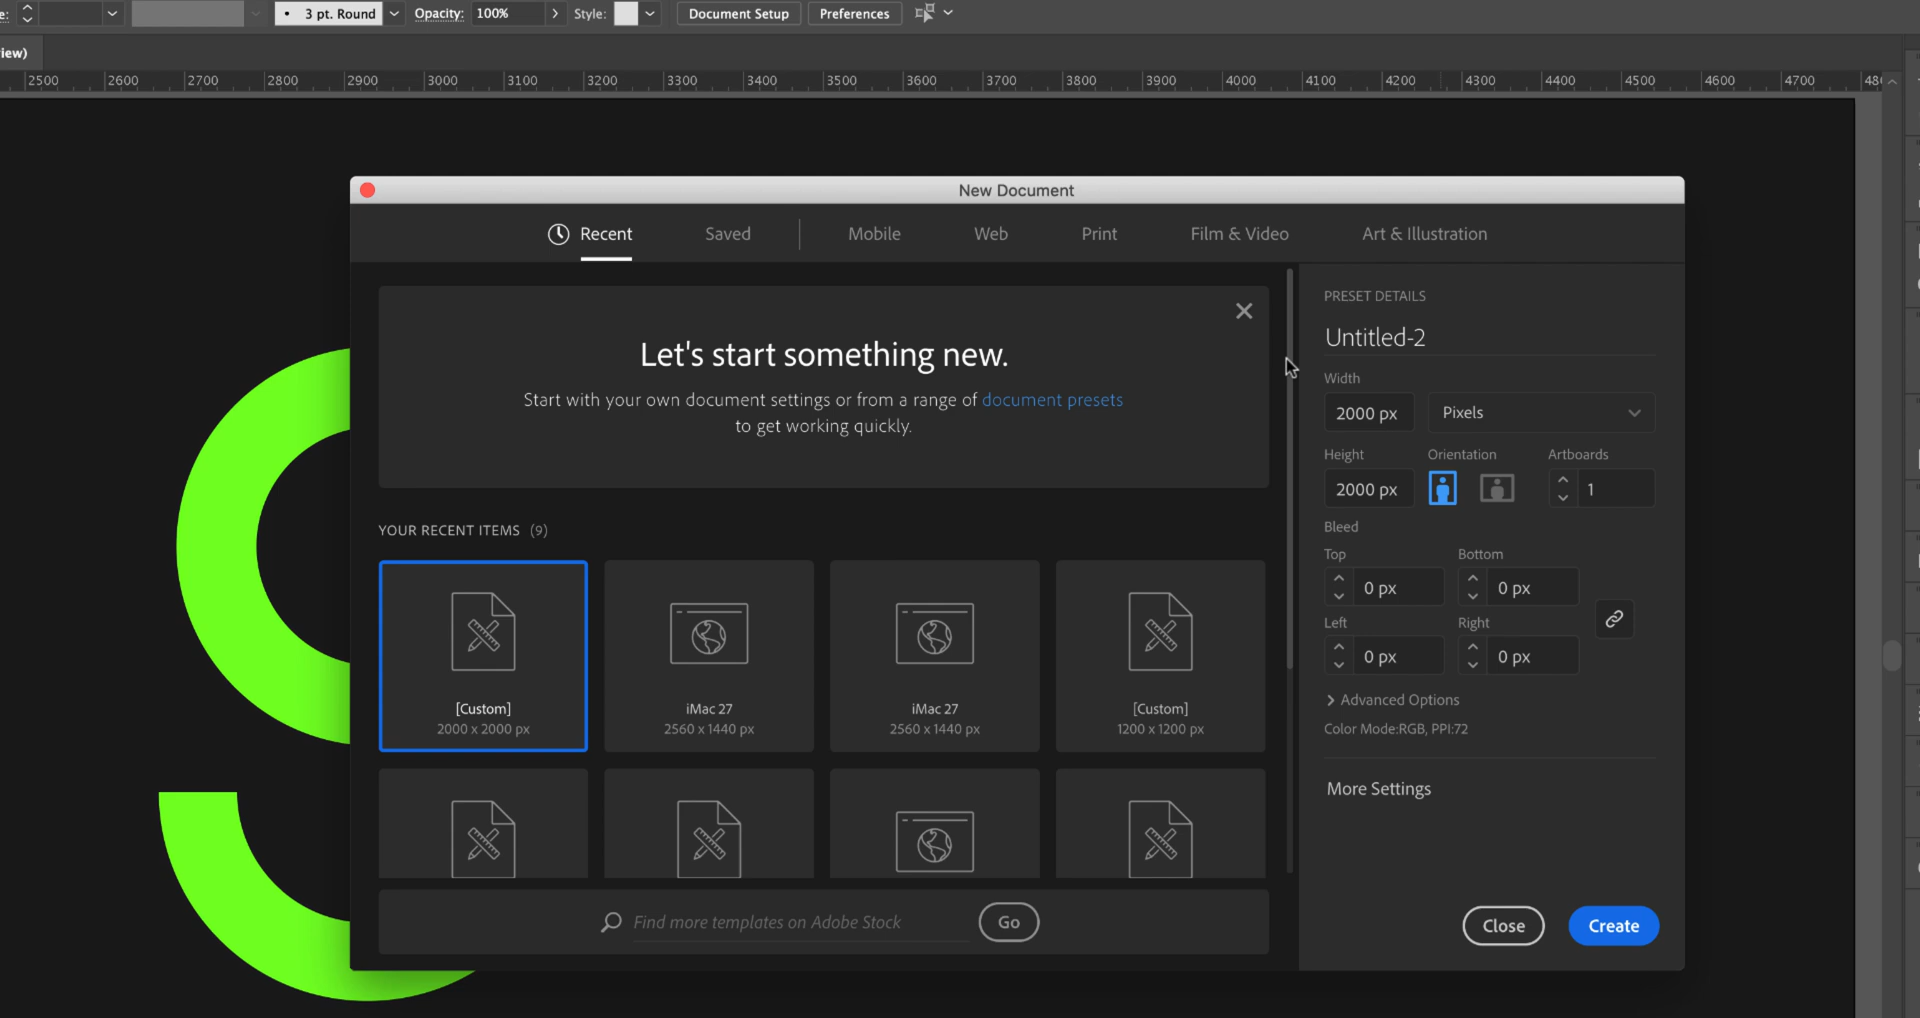 e:
3 pt. Round
Opacity:
100%
Style:
Document Setup
Preferences
iew)
2500 2600 2700 2800 2900 3000 3100 3200 3300 3400 3500 3600 3700 3800 3900 4000 4100 4200 4300 4400 4500 4600 4700 48
New Document
Recent
Saved
Mobile
Web
Print
Film & Video
Art & Illustration
Let's start something new.
Start with your own document settings or from a range of document presets
to get working quickly.
YOUR RECENT ITEMS (9)
[Custom]
2000 x 2000 px
iMac 27
2560 x 1440 px
iMac 27
2560 x 1440 px
[Custom]
1200 x 1200 px
Find more templates on Adobe Stock
Go
PRESET DETAILS
Untitled-2
Width
2000 px
Pixels
Height
Orientation
Artboards
2000 px
1
Bleed
Top
Bottom
0 px
0 px
Left
Right
0 px
0 px
Advanced Options
Color Mode:RGB, PPI:72
More Settings
Close
Create